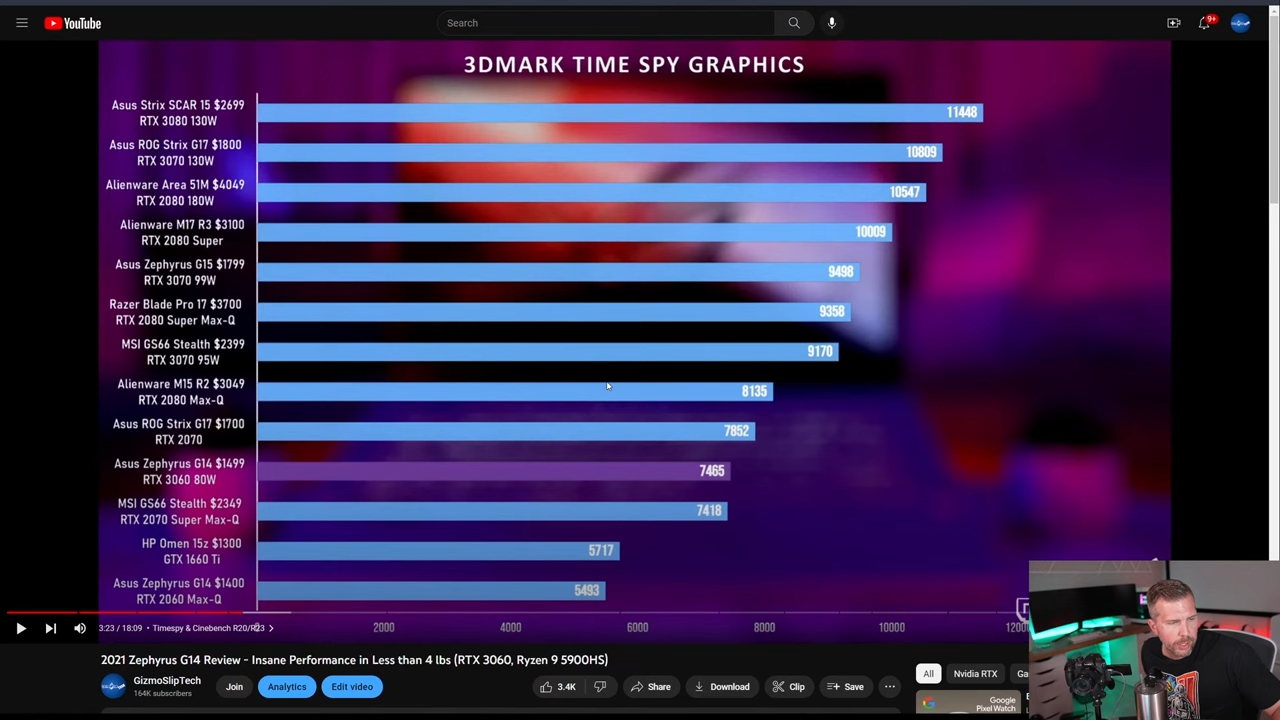 YouTube
Search
9+
3DMARK TIME SPY GRAPHICS
Asus Strix SCAR 15 $2699
RTX 3080 130W
11448
Asus ROG Strix G17 $1800
RTX 3070 130W
10809
Alienware Area 51M $4049
RTX 2080 180W
10547
Alienware M17 R3 $3100
RTX 2080 Super
10009
Asus Zephyrus G15 $1799
RTX 3070 99W
9498
Razer Blade Pro 17 $3700
RTX 2080 Super Max-Q
9358
MSI GS66 Stealth $2399
RTX 3070 95W
9170
Alienware M15 R2 $3049
RTX 2080 Max-Q
8135
Asus ROG Strix G17 $1700
RTX 2070
7852
Asus Zephyrus G14 $1499
RTX 3060 80W
7465
MSI GS66 Stealth $2349
RTX 2070 Super Max-Q
7418
HP Omen 15z $1300
GTX 1660 Ti
5717
Asus Zephyrus G14 $1400
RTX 2060 Max-Q
5493
2000 4000 6000 8000 10000
3:23 / 18:09 • Timespy & Cinebench R20/R23
2021 Zephyrus G14 Review - Insane Performance in Less than 4 lbs (RTX 3060, Ryzen 9 5900HS)
GizmoSlipTech
164K subscribers
Join
Analytics
Edit video
3.4K
Share
Download
Clip
Save
All
Nvidia RTX
Google
Pixel Watch